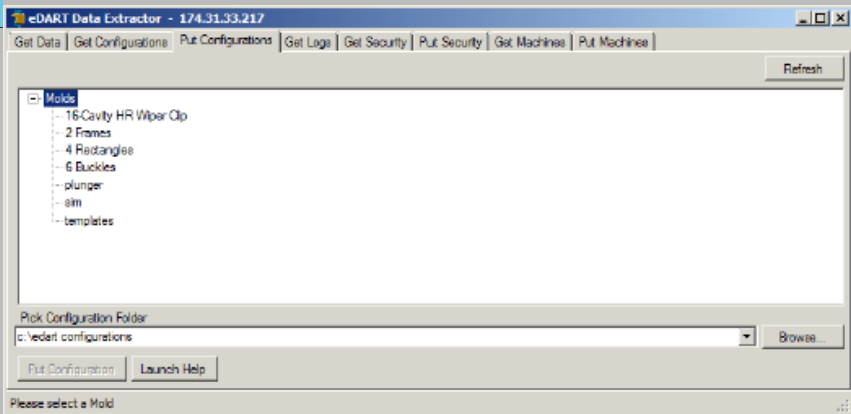 eDART Data Extractor - 174.31.33.217
Get Data Get Configurations Put Configurations Get Logs Get Security Put Security Get Machines Put Machines
Refresh
Molds
16-Cavity HR Wiper Clip
2 Frames
4 Rectangles
6 Buckles
plunger
sim
templates
Pick Configuration Folder
c:\edart configurations
Browse...
Put Configuration Launch Help
Please select a Mold